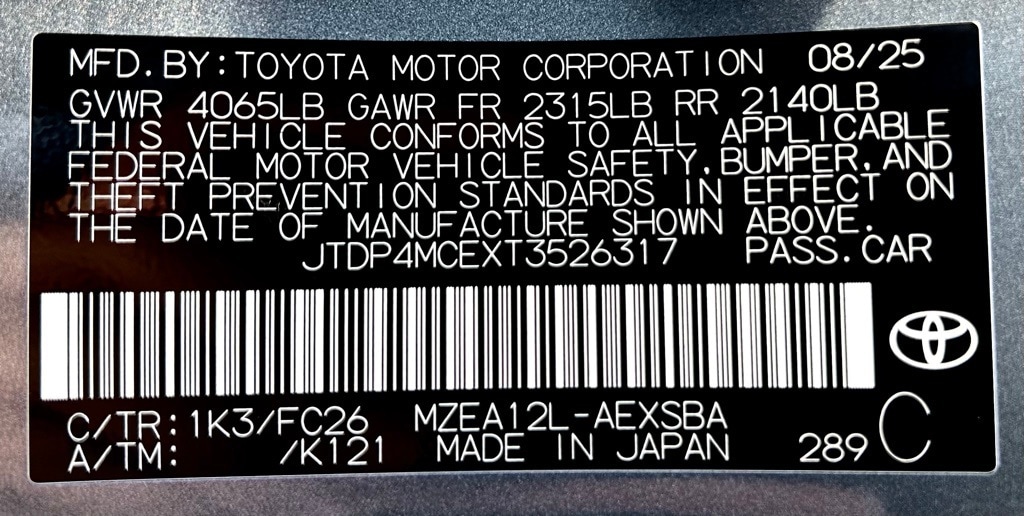 MFD.BY:TOYOTA MOTOR CORPORATION 08/25
GVWR 4065LB GAWR FR 2315LB RR 2140LB
THIS VEHICLE CONFORMS TO ALL APPLICABLE
FEDERAL MOTOR VEHICLE SAFETY,BUMPER,AND
THEFT PREVENTION STANDARDS IN EFFECT ON
THE DATE OF MANUFACTURE SHOWN ABOVE.
JTDP4MCEXT3526317 PASS.CAR
C/TR:1K3/FC26 MZEA12L-AEXSBA
A/TM: /K121 MADE IN JAPAN 289 C